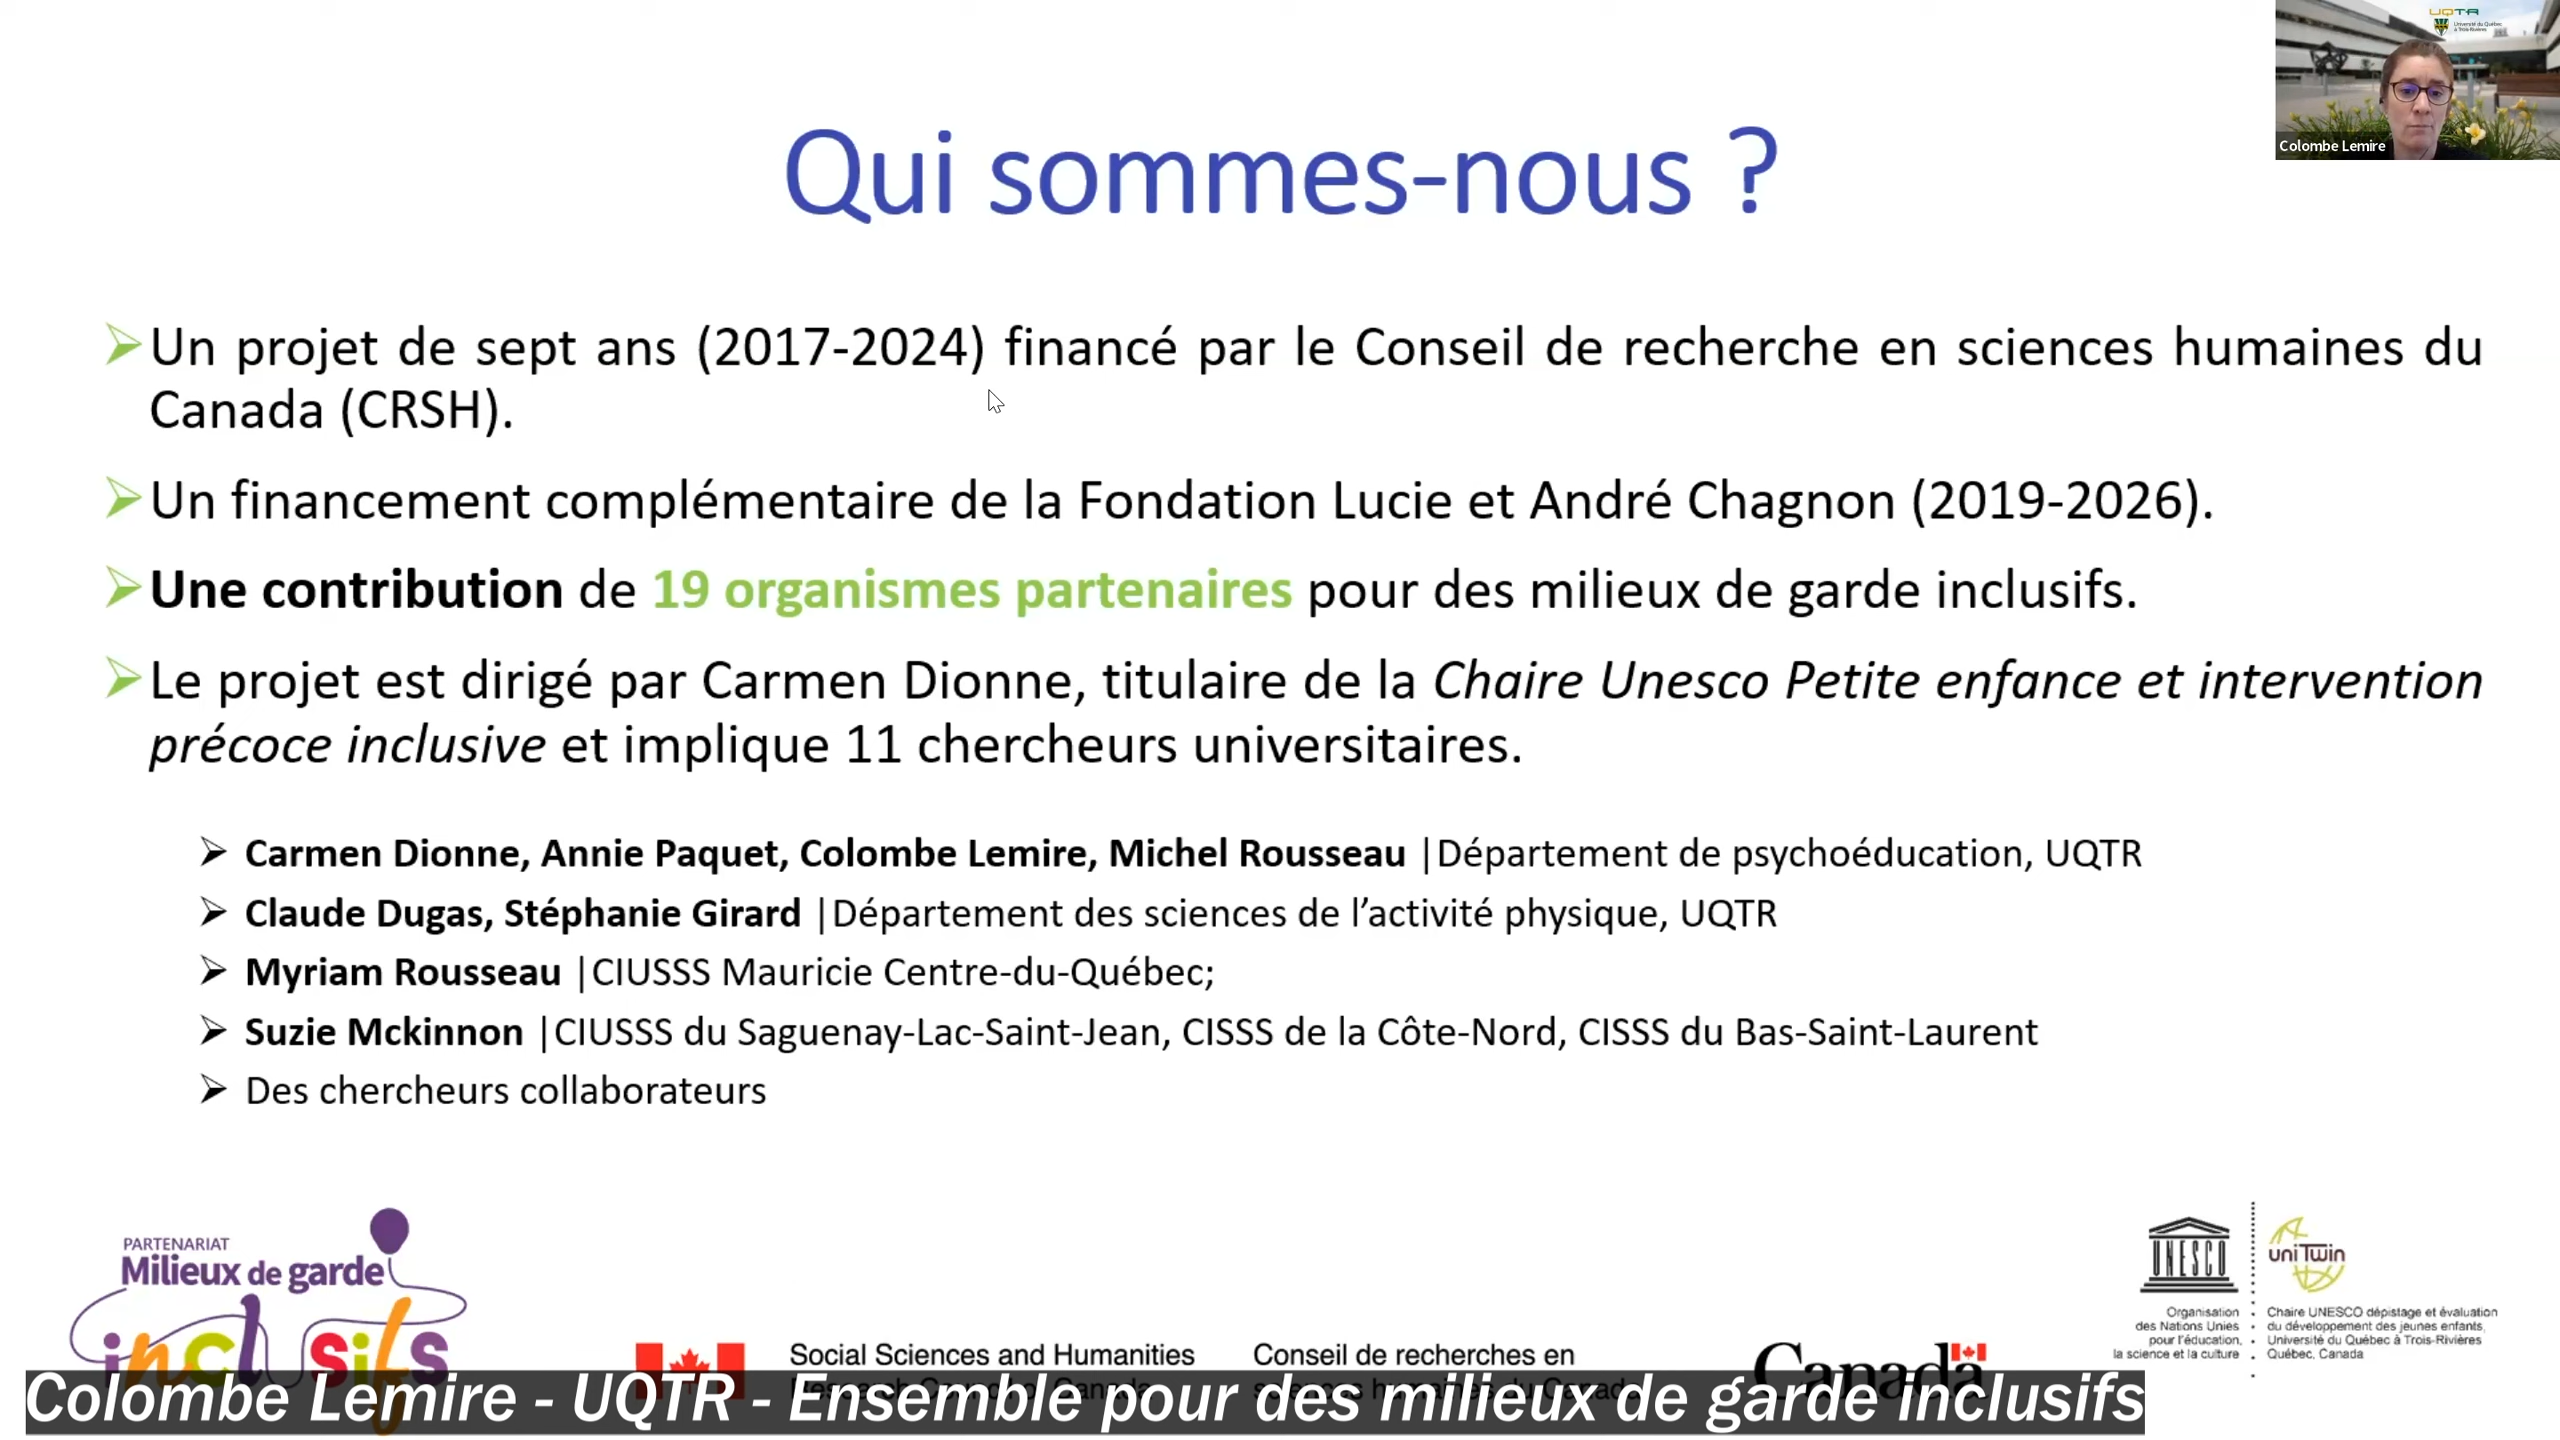 UQTR
Université du Québec
à Trois-Rivières
Colombe Lemire
Qui sommes-nous ?
Un projet de sept ans (2017-2024) financé par le Conseil de recherche en sciences humaines du
Canada (CRSH).
Un financement complémentaire de la Fondation Lucie et André Chagnon (2019-2026).
Une contribution de 19 organismes partenaires pour des milieux de garde inclusifs.
Le projet est dirigé par Carmen Dionne, titulaire de la Chaire Unesco Petite enfance et intervention
précoce inclusive et implique 11 chercheurs universitaires.
Carmen Dionne, Annie Paquet, Colombe Lemire, Michel Rousseau |Département de psychoéducation, UQTR
Claude Dugas, Stéphanie Girard |Département des sciences de l’activité physique, UQTR
Myriam Rousseau |CIUSSS Mauricie Centre-du-Québec;
Suzie Mckinnon |CIUSSS du Saguenay-Lac-Saint-Jean, CISSS de la Côte-Nord, CISSS du Bas-Saint-Laurent
Des chercheurs collaborateurs
PARTENARIAT
Milieux de garde
inclusifs
Social Sciences and Humanities
Conseil de recherches en
Canada
UNESCO
uniTwin
Organisation
des Nations Unies
pour l'éducation,
la science et la culture
Chaire UNESCO dépistage et évaluation
du développement des jeunes enfants,
Université du Québec à Trois-Rivières
Québec, Canada
Colombe Lemire - UQTR - Ensemble pour des milieux de garde inclusifs